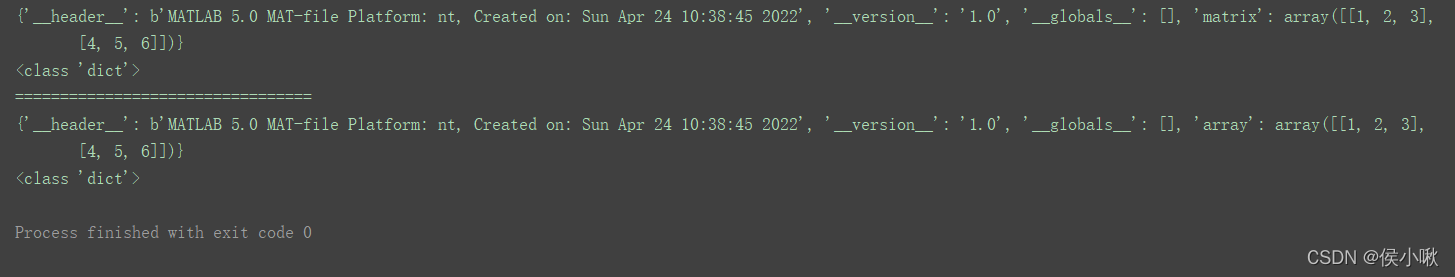 {'__header__': b'MATLAB 5.0 MAT-file Platform: nt, Created on: Sun Apr 24 10:38:45 2022', '__version__': '1.0', '__globals__': [], 'matrix': array([[1, 2, 3],
[4, 5, 6]])}
<class 'dict'>
=================================
{'__header__': b'MATLAB 5.0 MAT-file Platform: nt, Created on: Sun Apr 24 10:38:45 2022', '__version__': '1.0', '__globals__': [], 'array': array([[1, 2, 3],
[4, 5, 6]])}
<class 'dict'>
Process finished with exit code 0
CSDN @侯小啾